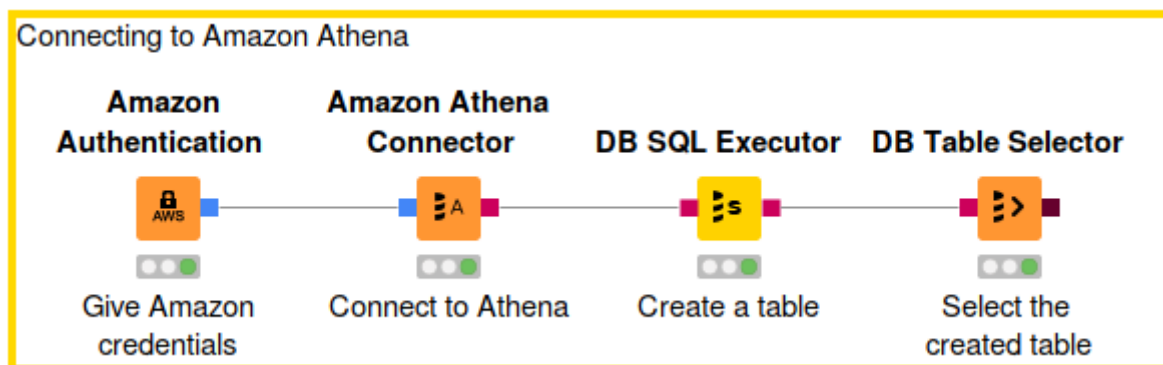 Connecting to Amazon Athena
Amazon
Authentication
Amazon Athena
Connector
DB SQL Executor
DB Table Selector
AWS
A
s
Give Amazon
credentials
Connect to Athena
Create a table
Select the
created table